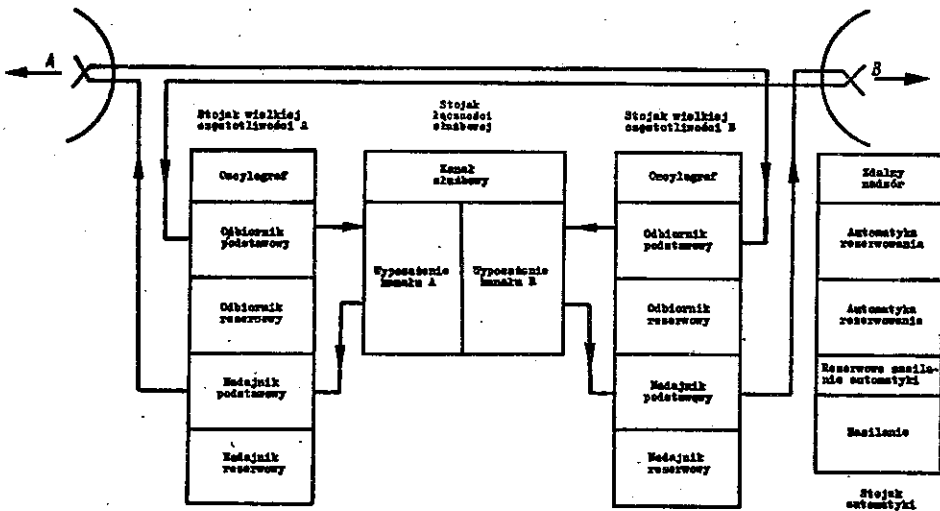 A
B
Stojak wielkiej
częstotliwości A
Stojak
łączności
służbowej
Stojak wielkiej
częstotliwości B
Oscylograf
Odbiornik
podstawowy
Odbiornik
rezerwowy
Nadajnik
podstawowy
Nadajnik
rezerwowy
Kanał
służbowy
Wyposażenie
kanału A
Wyposażenie
kanału B
Oscylograf
Odbiornik
podstawowy
Odbiornik
rezerwowy
Nadajnik
podstawowy
Nadajnik
rezerwowy
Zdalny
nadzór
Automatyka
rezerwowania
Automatyka
rezerwowania
Rezerwowe zasila-
nie automatyki
Zasilanie
Stojak
automatyki